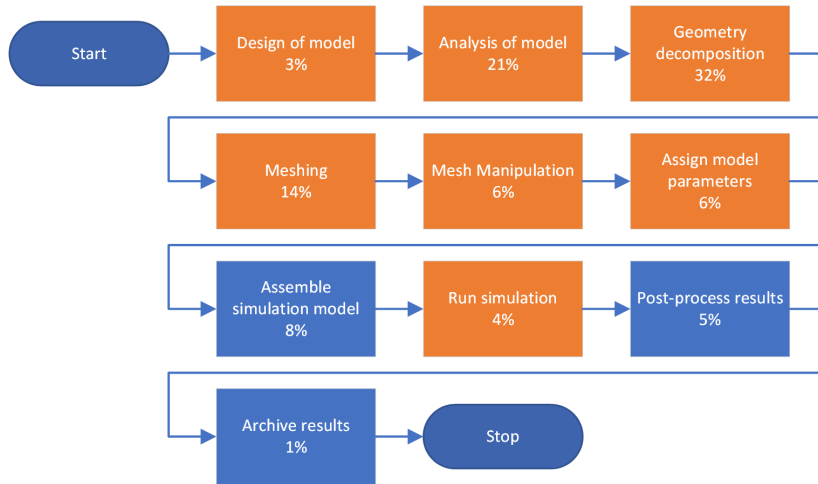 Start
Design of model
3%
Analysis of model
21%
Geometry
decomposition
32%
Meshing
14%
Mesh Manipulation
6%
Assign model
parameters
6%
Assemble
simulation model
8%
Run simulation
4%
Post-process results
5%
Archive results
1%
Stop